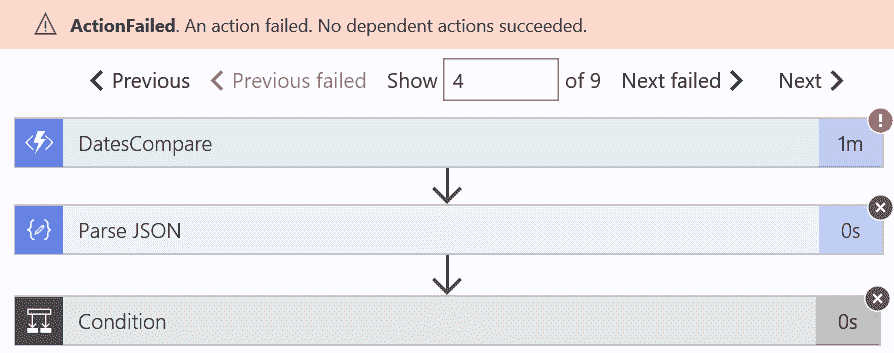 ActionFailed. An action failed. No dependent actions succeeded.
Previous Previous failed Show 4 of 9 Next failed Next
DatesCompare 1m
Parse JSON 0s
Condition 0s